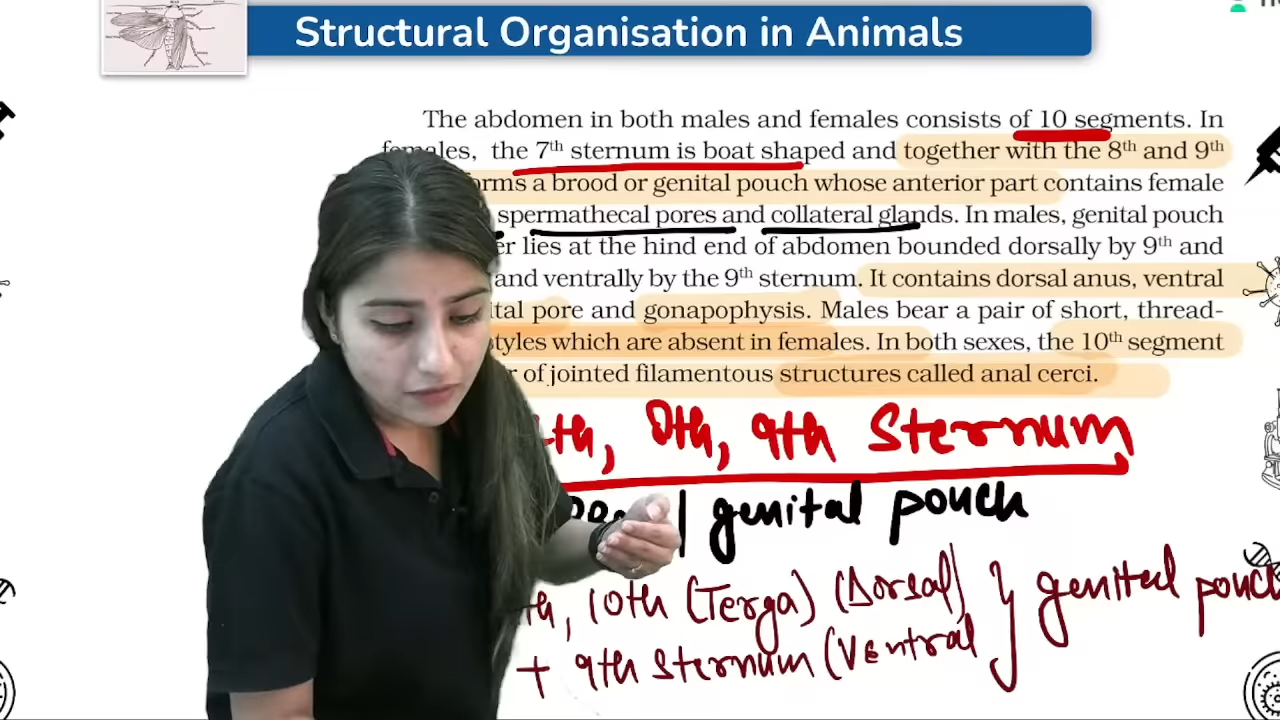 Structural Organisation in Animals
The abdomen in both males and females consists of 10 segments. In
females, the 7th sternum is boat shaped and together with the 8th and 9th
forms a brood or genital pouch whose anterior part contains female
spermathecal pores and collateral glands. In males, genital pouch
lies at the hind end of abdomen bounded dorsally by 9th and
and ventrally by the 9th sternum. It contains dorsal anus, ventral
pore and gonapophysis. Males bear a pair of short, thread-
styles which are absent in females. In both sexes, the 10th segment
of jointed filamentous structures called anal cerci.
8th, 9th Sternum
| genital pouch
10th (Terga) (Dorsal) } genital pouch
+ 9th sternum (Ventral